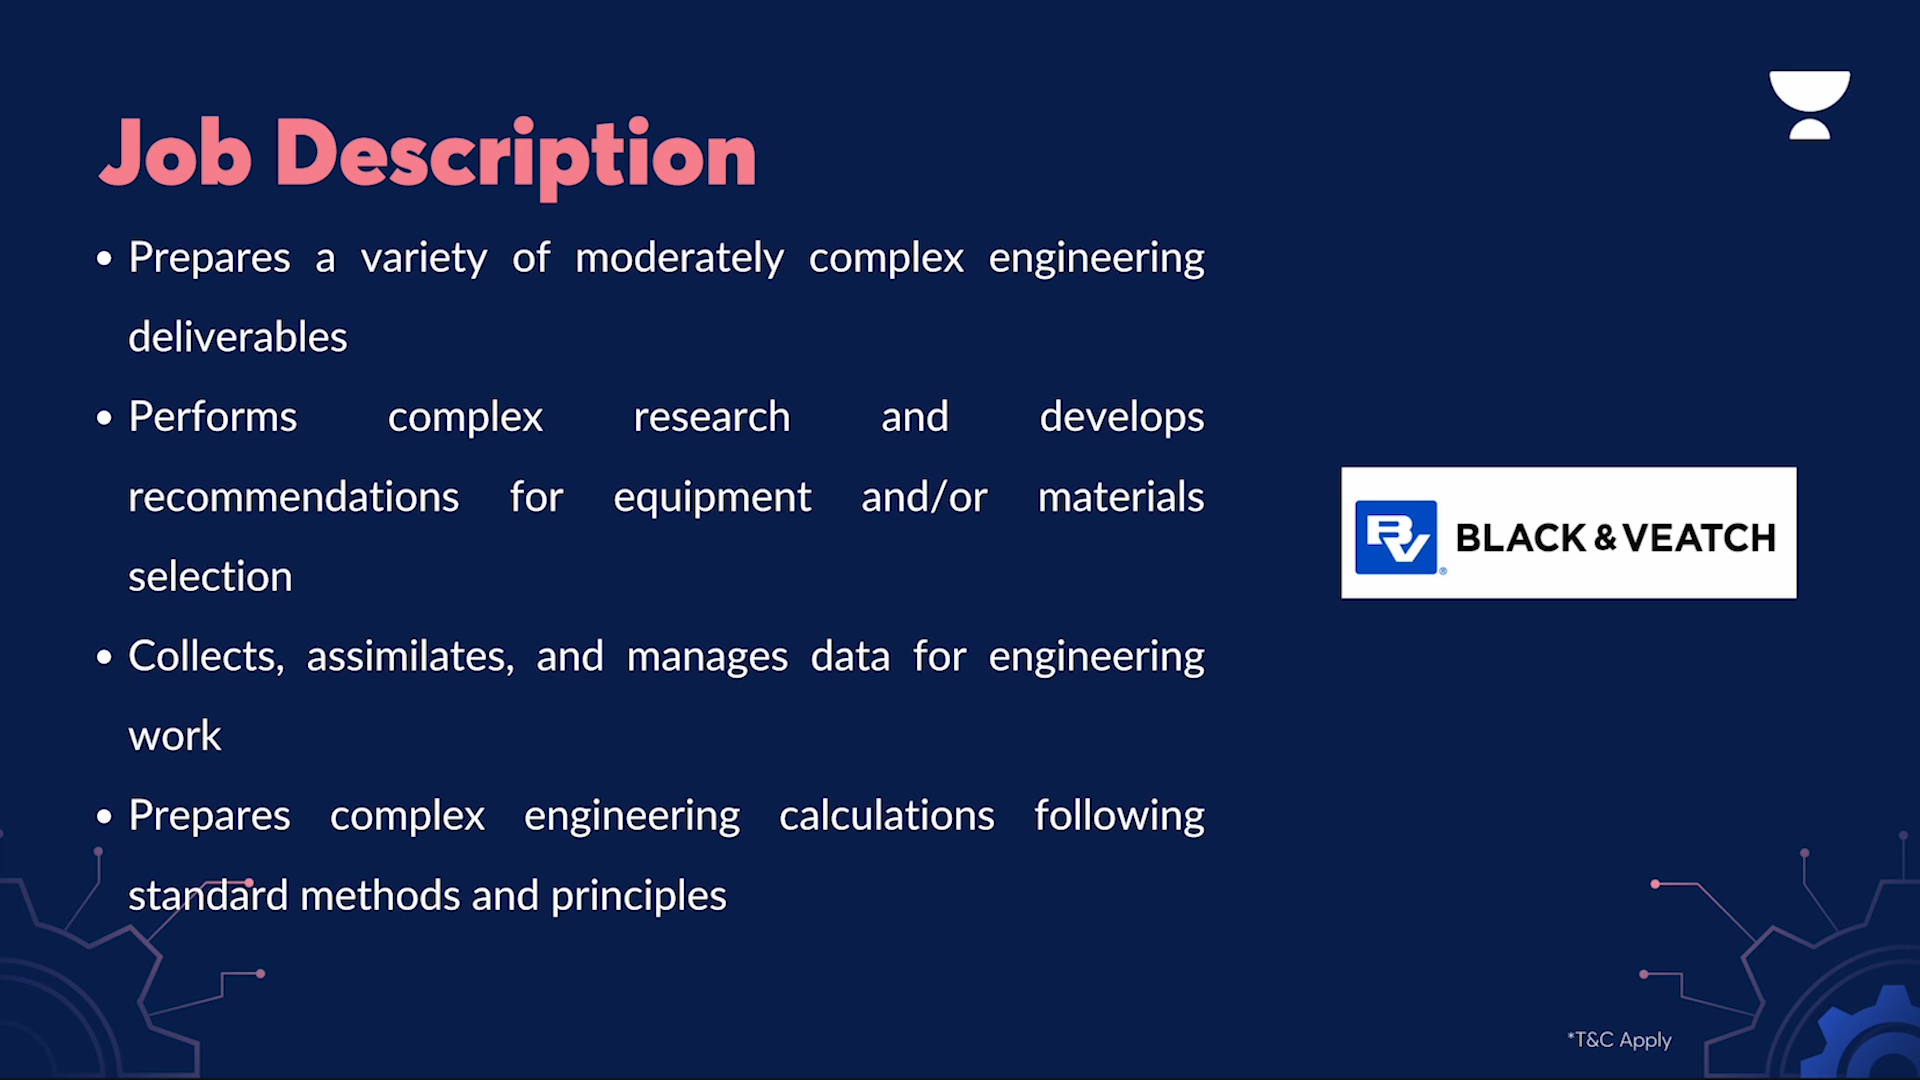 Job Description
• Prepares a variety of moderately complex engineering
deliverables
• Performs complex research and develops
recommendations for equipment and/or materials
selection
• Collects, assimilates, and manages data for engineering
work
• Prepares complex engineering calculations following
standard methods and principles
BV®
BLACK & VEATCH
*T&C Apply